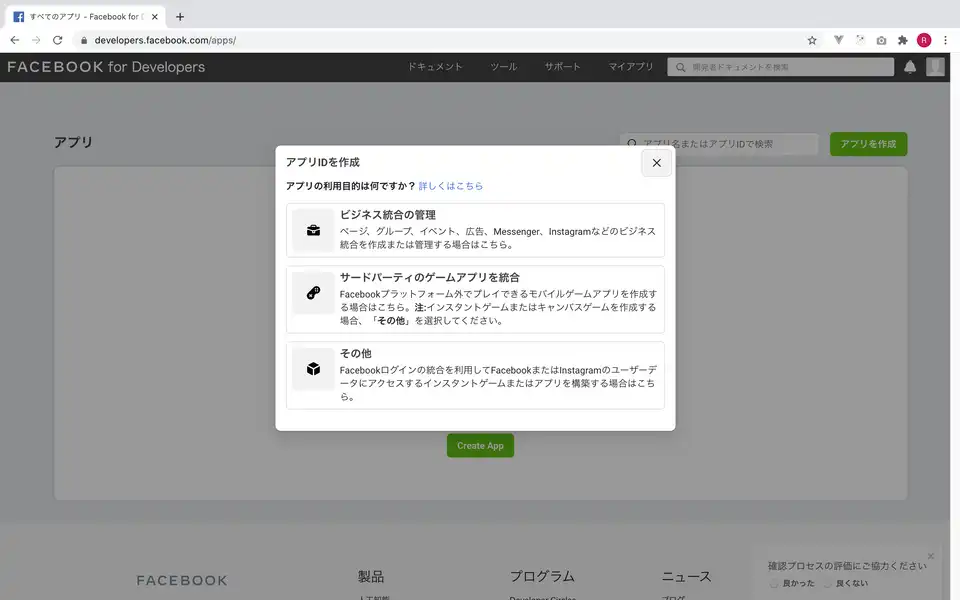 すべてのアプリ - Facebook for D
developers.facebook.com/apps/
R
FACEBOOK for Developers
ドキュメント
ツール
サポート
マイアプリ
開発者ドキュメントを検索
アプリ
アプリ名またはアプリIDで検索
アプリを作成
アプリIDを作成
アプリの利用目的は何ですか？ 詳しくはこちら
ビジネス統合の管理
ページ、グループ、イベント、広告、Messenger、Instagramなどのビジネス
統合を作成または管理する場合はこちら。
サードパーティのゲームアプリを統合
Facebookプラットフォーム外でプレイできるモバイルゲームアプリを作成す
る場合はこちら。注:インスタントゲームまたはキャンバスゲームを作成する
場合、「その他」を選択してください。
その他
Facebookログインの統合を利用してFacebookまたはInstagramのユーザーデ
ータにアクセスするインスタントゲームまたはアプリを構築する場合はこち
ら。
Create App
FACEBOOK
製品
プログラム
ニュース
人工知能
Developer Circles
ブログ
確認プロセスの評価にご協力ください
良かった
良くない